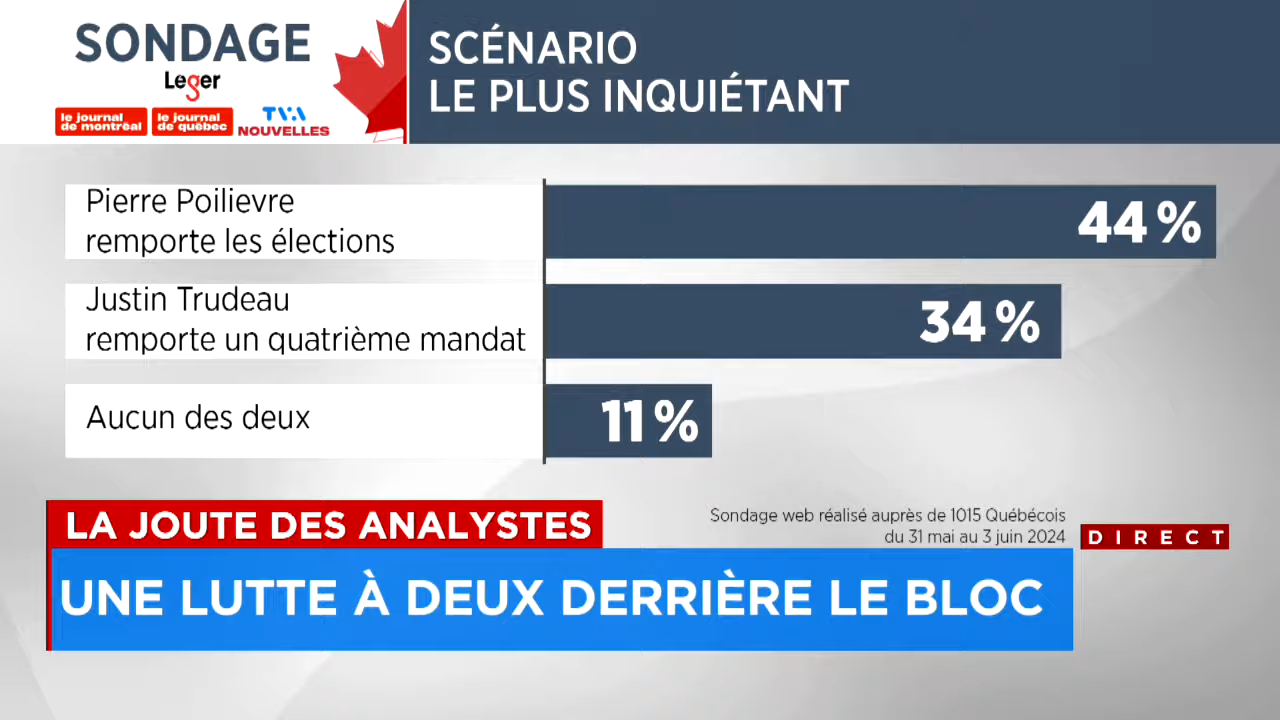 SONDAGE
Leger
le journal
de montréal
le journal
de québec
TVA
NOUVELLES
SCÉNARIO
LE PLUS INQUIÉTANT
Pierre Poilievre
remporte les élections
44 %
Justin Trudeau
remporte un quatrième mandat
34 %
Aucun des deux
11 %
LA JOUTE DES ANALYSTES
Sondage web réalisé auprès de 1015 Québécois
du 31 mai au 3 juin 2024
DIRECT
UNE LUTTE À DEUX DERRIÈRE LE BLOC